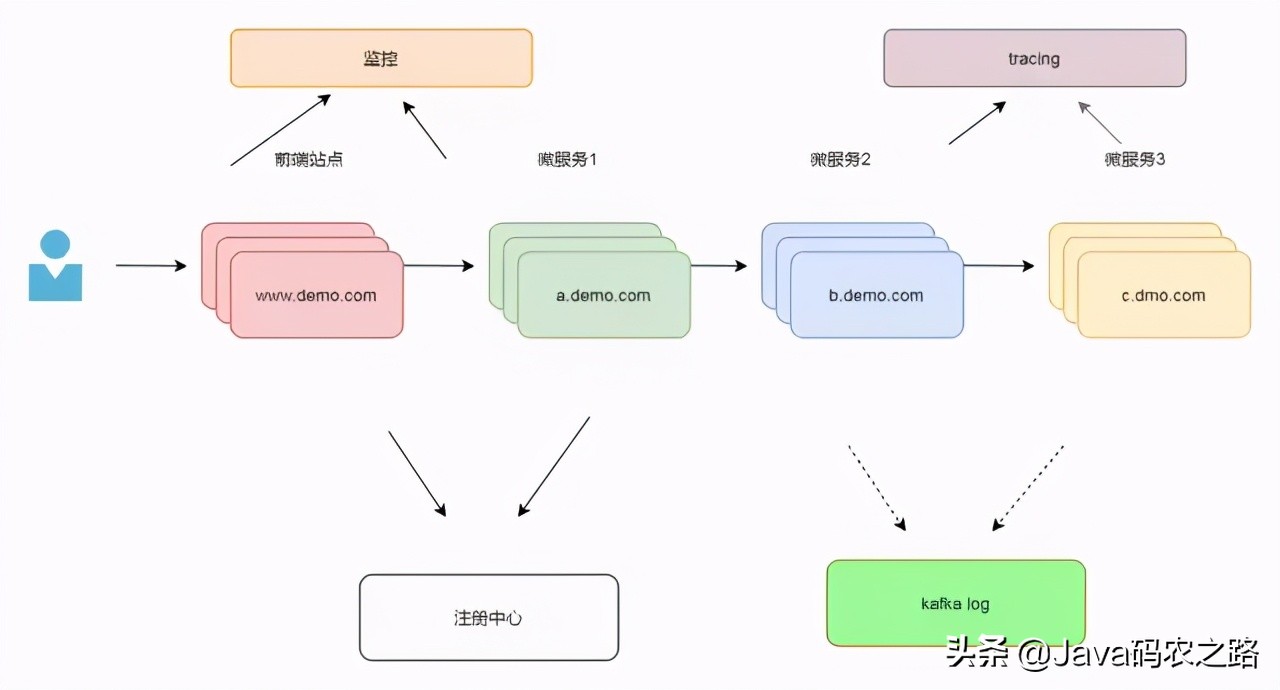 监控
tracing
前端站点
微服务1
微服务2
微服务3
www.demo.com
a.demo.com
b.demo.com
c.dmo.com
注册中心
kafka log
头条 @Java码农之路